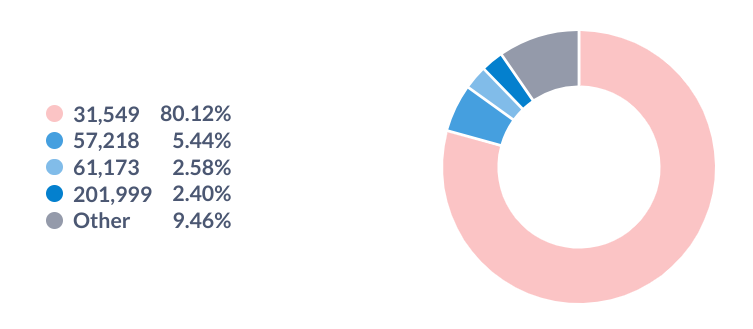 31,549 80.12%
57,218 5.44%
61,173 2.58%
201,999 2.40%
Other 9.46%